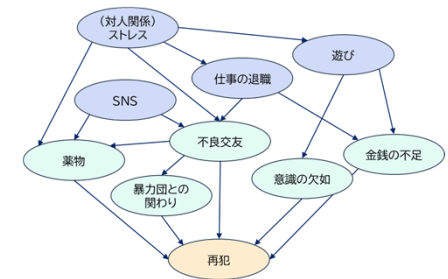 (対人関係)
ストレス
遊び
仕事の退職
SNS
不良交友
金銭の不足
薬物
意識の欠如
暴力団との
関わり
再犯